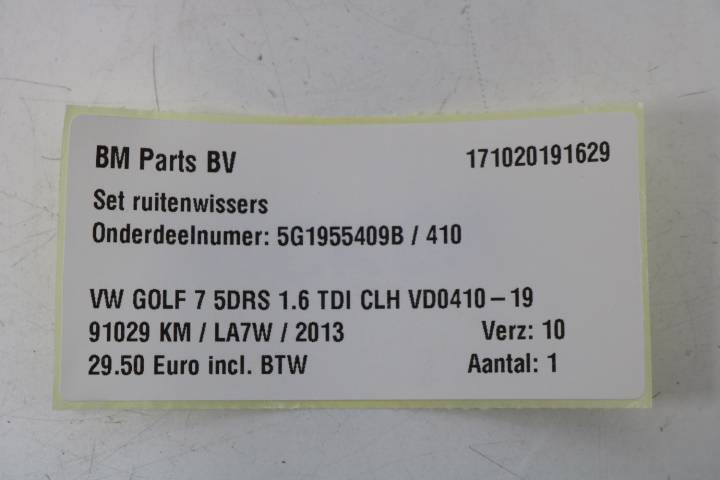 BM Parts BV 171020191629
Set ruitenwissers
Onderdeelnumer: 5G1955409B / 410
VW GOLF 7 5DRS 1.6 TDI CLH VD0410-19
91029 KM / LA7W / 2013 Verz: 10
29.50 Euro incl. BTW Aantal: 1